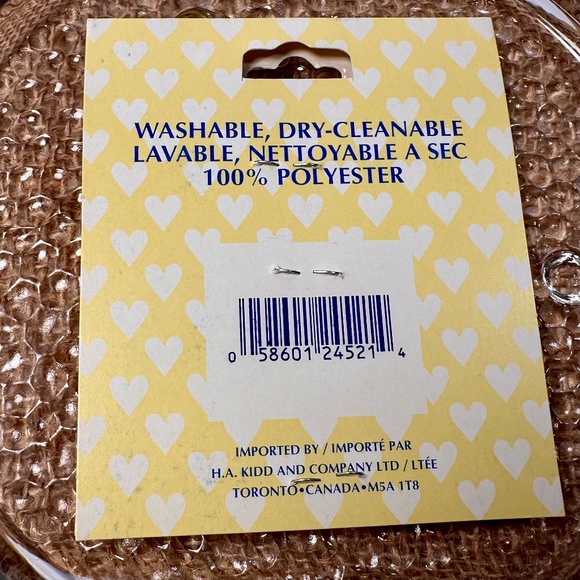 WASHABLE, DRY-CLEANABLE
LAVABLE, NETTOYABLE A SEC
100% POLYESTER
0 58601 24521 4
IMPORTED BY / IMPORTÉ PAR
H.A. KIDD AND COMPANY LTD / LTÉE
TORONTO•CANADA•M5A 1T8